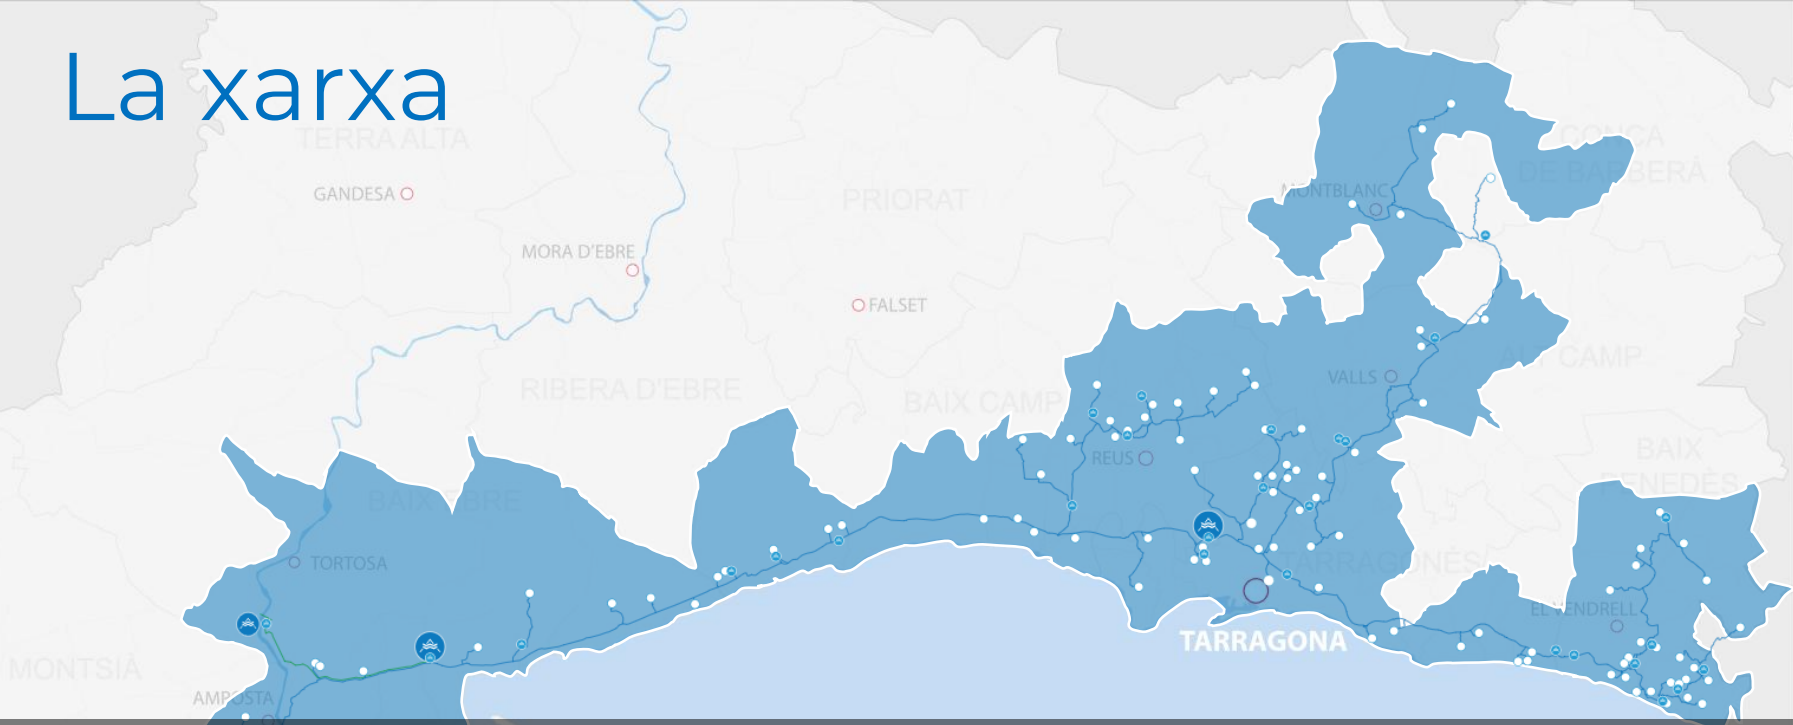 La xarxa
TERRA ALTA
CONCA
DE BARBERÀ
GANDESA
PRIORAT
MONTBLANC
MORA D'EBRE
FALSET
ALT CAMP
RIBERA D'EBRE
BAIX CAMP
VALLS
REUS
BAIX
PENEDÈS
BAIX EBRE
TORTOSA
TARRAGONÈS
EL VENDRELL
TARRAGONA
MONTSIÀ
AMPOSTA